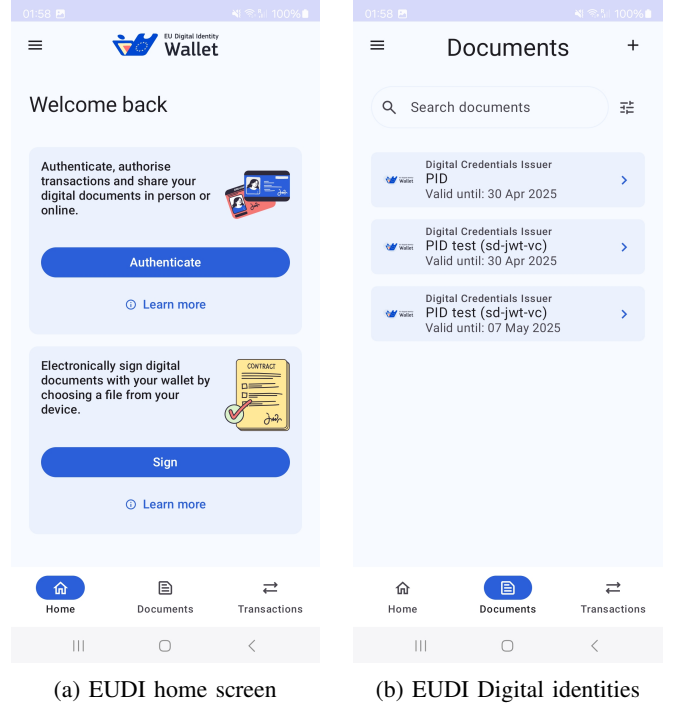 01:58
100%
EU Digital Identity
Wallet
Welcome back
Authenticate, authorise
transactions and share your
digital documents in person or
online.
Authenticate
Learn more
Electronically sign digital
documents with your wallet by
choosing a file from your
device.
CONTRACT
Sign
Learn more
Home
Documents
Transactions
(a) EUDI home screen
01:58
100%
Documents
Search documents
Digital Credentials Issuer
PID
Wallet
Valid until: 30 Apr 2025
Digital Credentials Issuer
PID test (sd-jwt-vc)
Wallet
Valid until: 30 Apr 2025
Digital Credentials Issuer
PID test (sd-jwt-vc)
Wallet
Valid until: 07 May 2025
Home
Documents
Transactions
(b) EUDI Digital identities